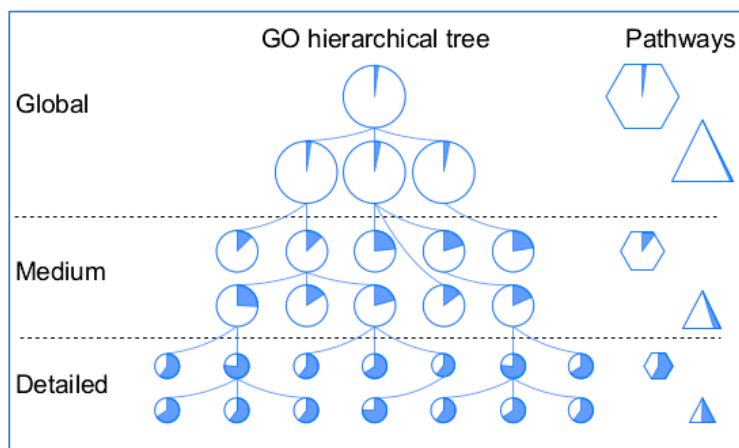 GO hierarchical tree
Pathways
Global
Medium
Detailed